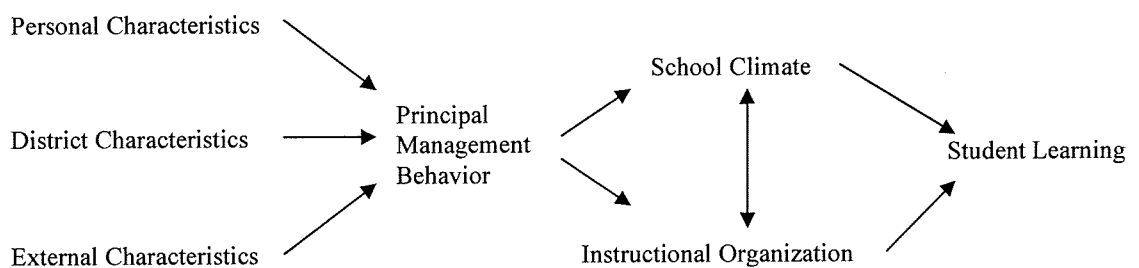 Personal Characteristics
District Characteristics
External Characteristics
Principal
Management
Behavior
School Climate
Instructional Organization
Student Learning